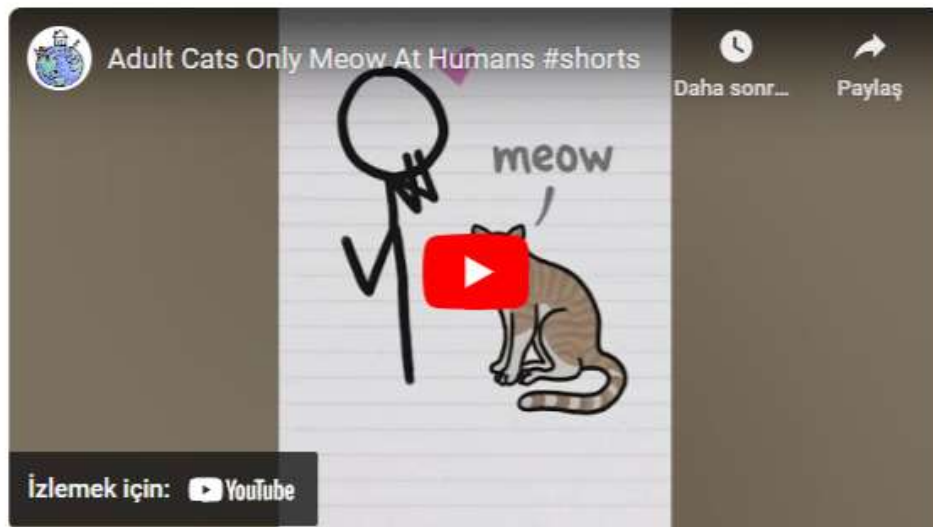 Adult Cats Only Meow At Humans #shorts
Daha sonr...
Paylaş
meow
İzlemek için: YouTube